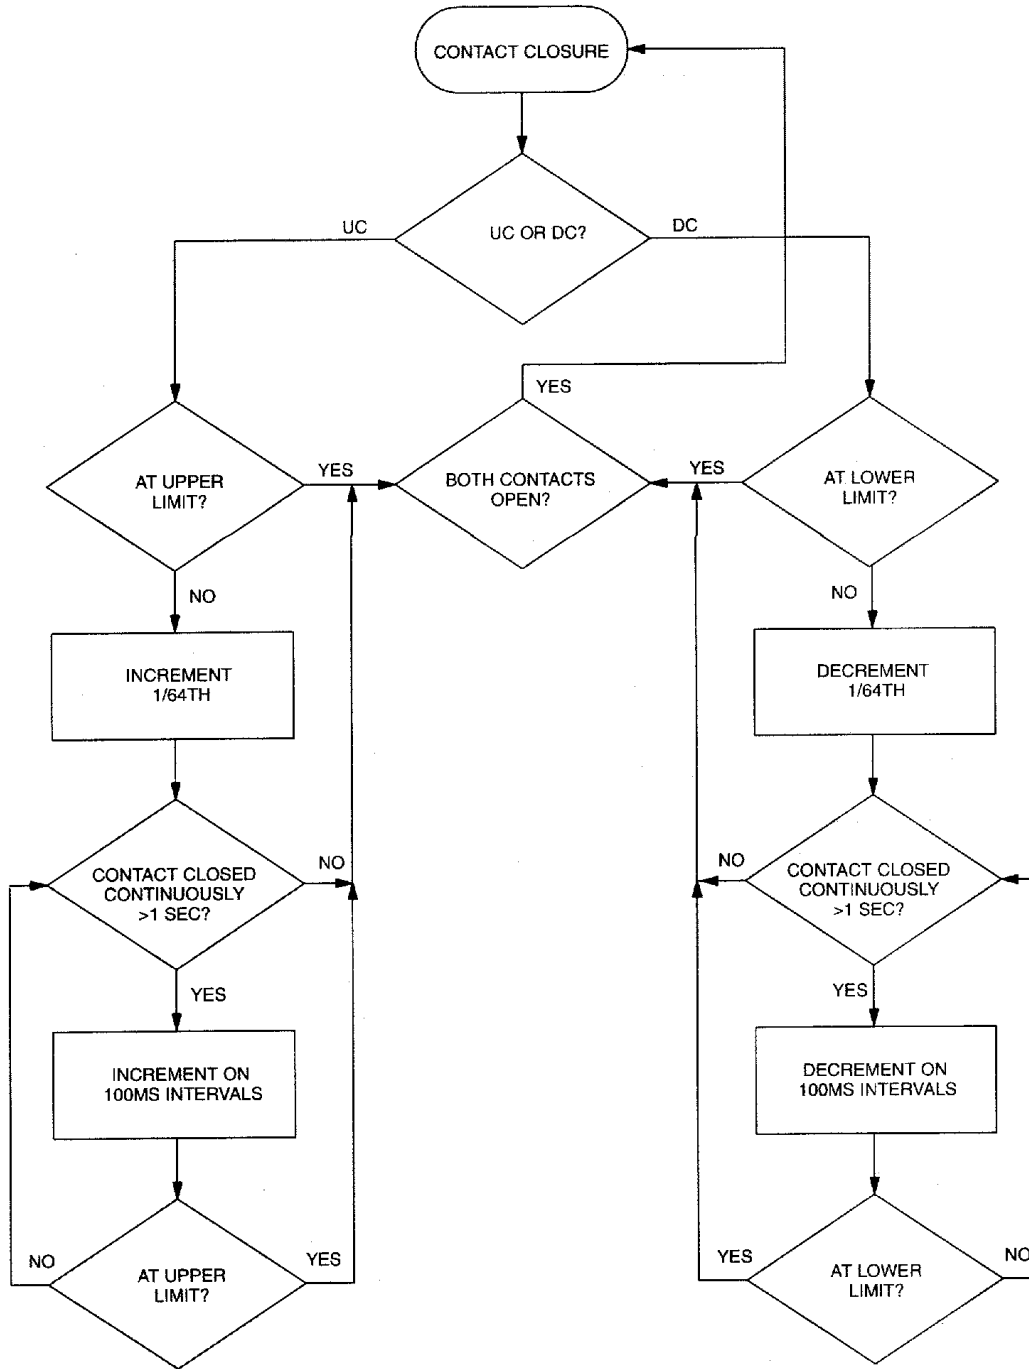 CONTACT CLOSURE
UC OR DC?
UC
DC
YES
AT UPPER
LIMIT?
YES
BOTH CONTACTS
OPEN?
YES
AT LOWER
LIMIT?
NO
NO
INCREMENT
1/64TH
DECREMENT
1/64TH
CONTACT CLOSED
CONTINUOUSLY
>1 SEC?
NO
NO
CONTACT CLOSED
CONTINUOUSLY
>1 SEC?
YES
YES
INCREMENT ON
100MS INTERVALS
DECREMENT ON
100MS INTERVALS
NO
AT UPPER
LIMIT?
YES
YES
AT LOWER
LIMIT?
NO